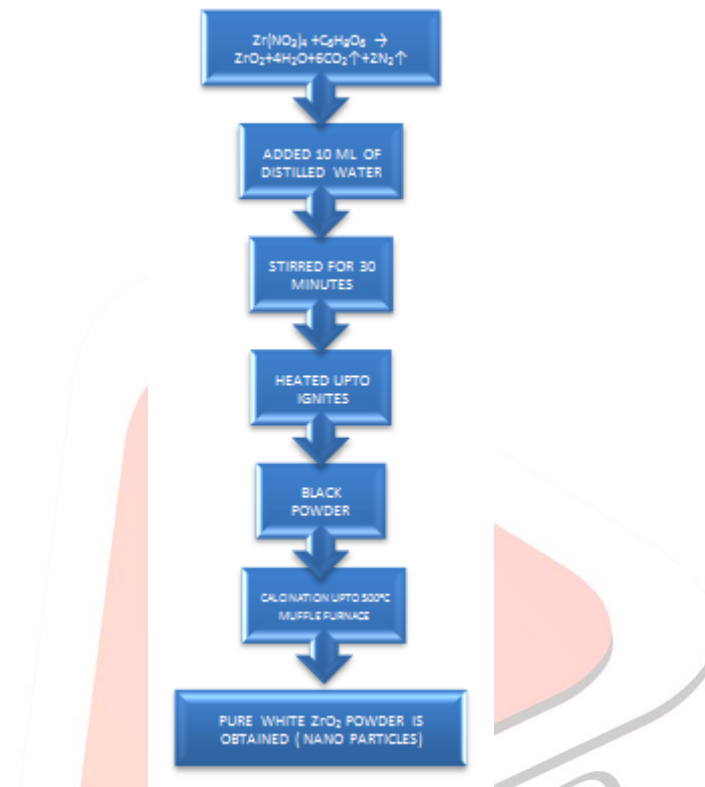 Zr(NO₃)₄ +C₆H₈O₆ →
ZrO₂+4H₂O+6CO₂↑+2N₂↑
ADDED 10 ML OF
DISTILLED WATER
STIRRED FOR 30
MINUTES
HEATED UPTO
IGNITES
BLACK
POWDER
CALCINATION UPTO 500°C
MUFFLE FURNACE
PURE WHITE ZrO₂ POWDER IS
OBTAINED ( NANO PARTICLES)